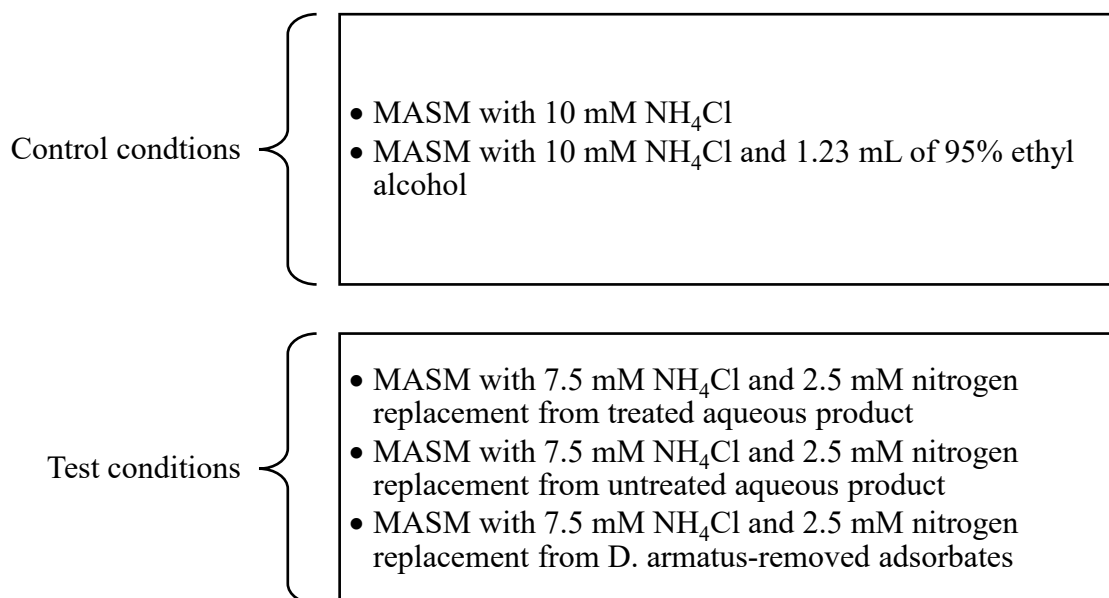 Control condtions
• MASM with 10 mM NH₄Cl
• MASM with 10 mM NH₄Cl and 1.23 mL of 95% ethyl
alcohol
Test conditions
• MASM with 7.5 mM NH₄Cl and 2.5 mM nitrogen
replacement from treated aqueous product
• MASM with 7.5 mM NH₄Cl and 2.5 mM nitrogen
replacement from untreated aqueous product
• MASM with 7.5 mM NH₄Cl and 2.5 mM nitrogen
replacement from D. armatus-removed adsorbates